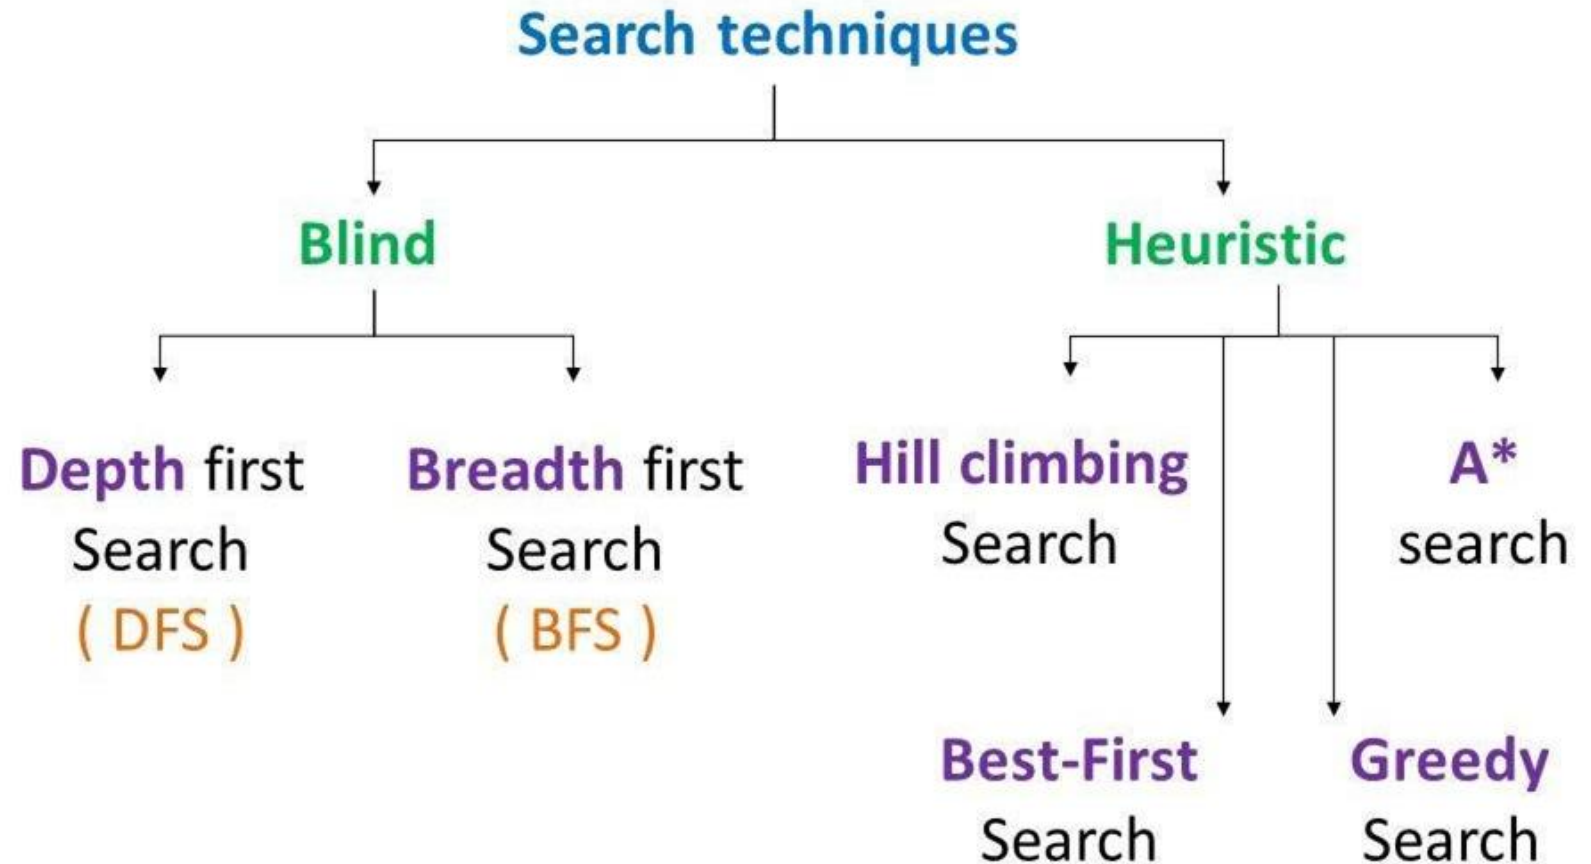 Search techniques
Blind
Heuristic
Depth first
Search
( DFS )
Breadth first
Search
( BFS )
Hill climbing
Search
A*
search
Best-First
Search
Greedy
Search